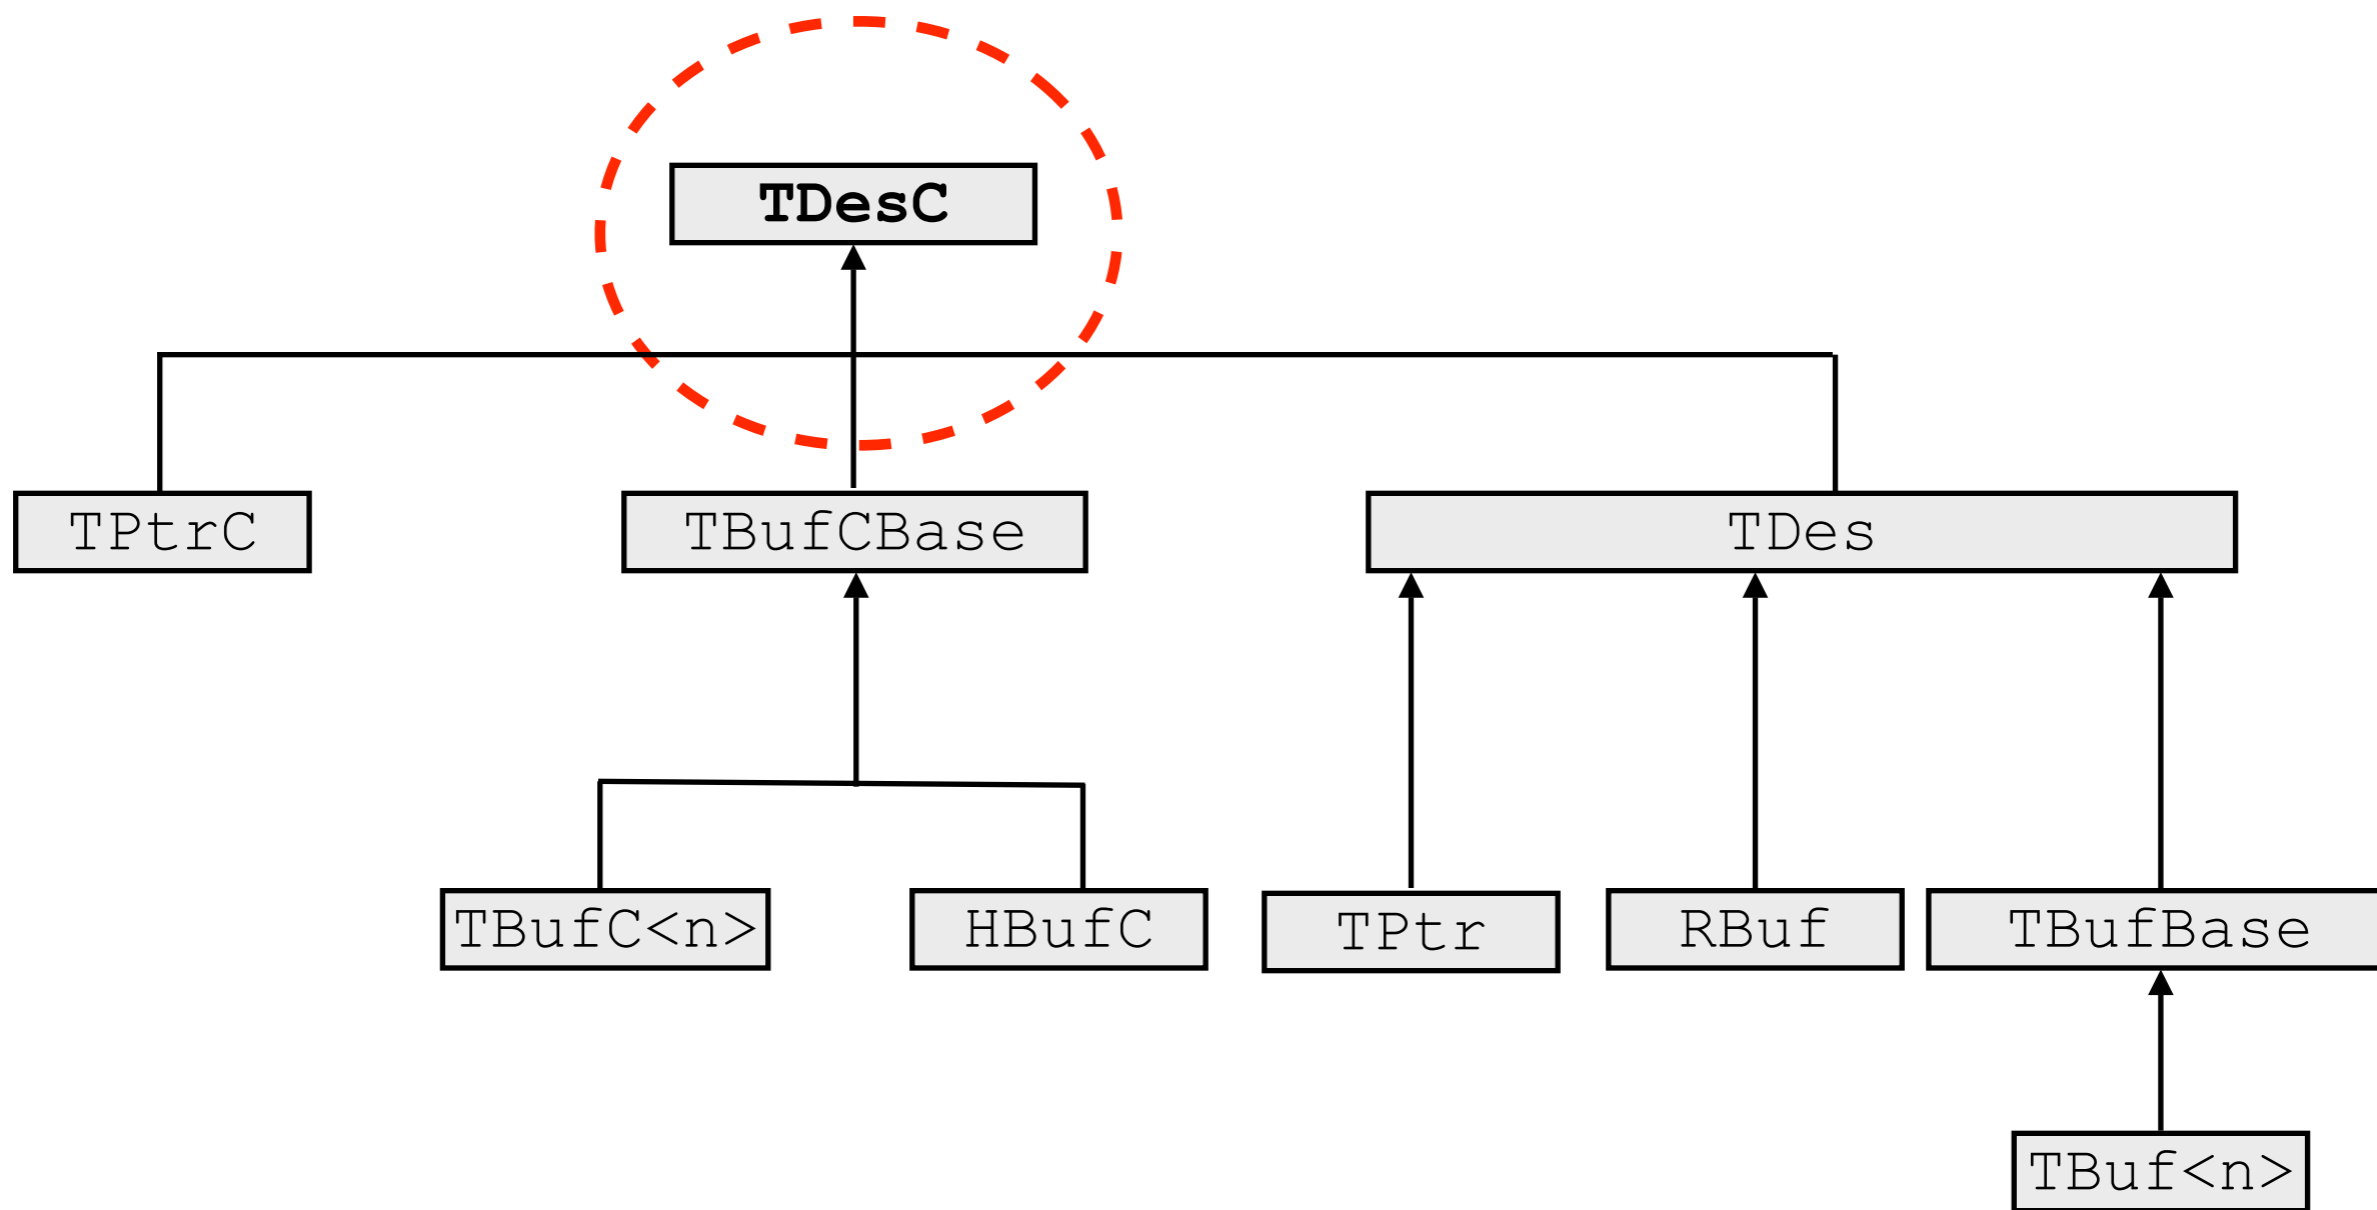 TDesC
TPtrC
TBufCBase
TDes
TBufC<n>
HBufC
TPtr
RBuf
TBufBase
TBuf<n>